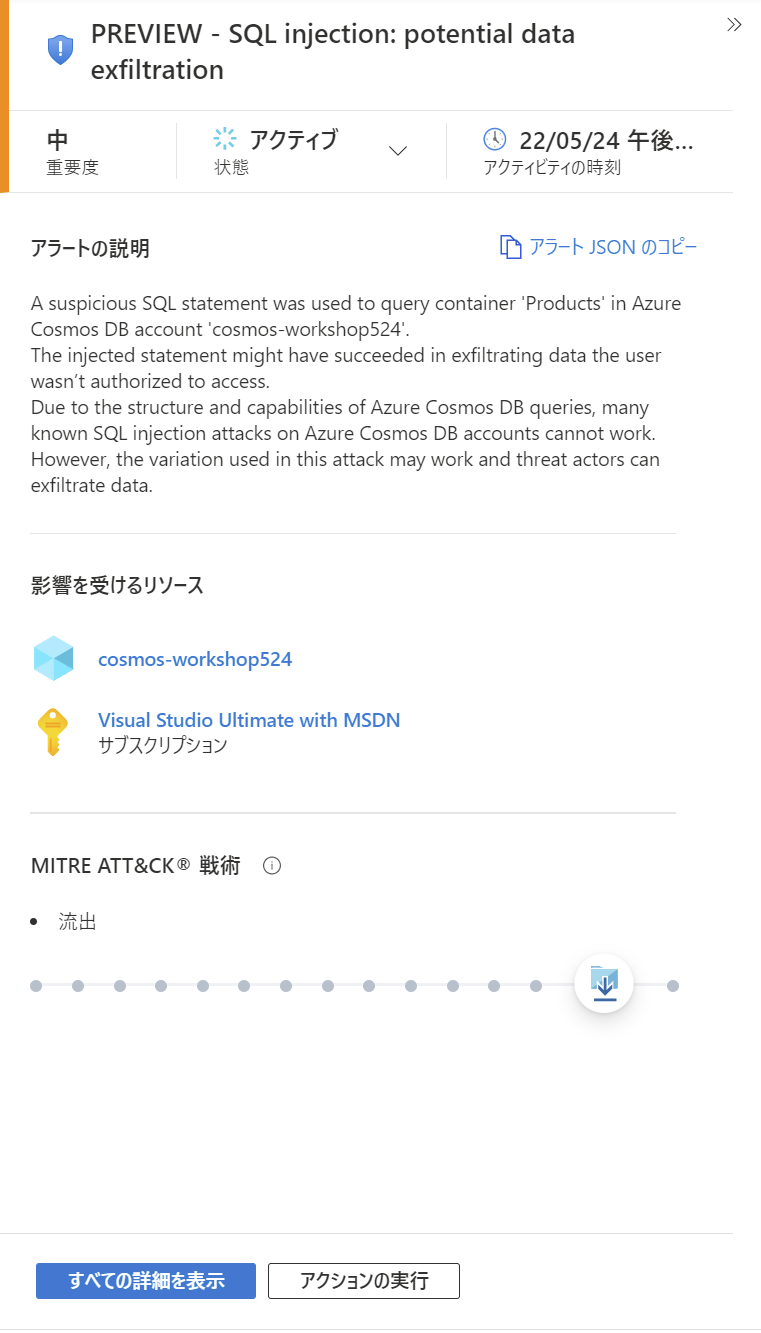 PREVIEW - SQL injection: potential data
exfiltration
中
重要度
アクティブ
状態
22/05/24 午後...
アクティビティの時刻
アラートの説明
アラート JSON のコピー
A suspicious SQL statement was used to query container 'Products' in Azure
Cosmos DB account 'cosmos-workshop524'.
The injected statement might have succeeded in exfiltrating data the user
wasn’t authorized to access.
Due to the structure and capabilities of Azure Cosmos DB queries, many
known SQL injection attacks on Azure Cosmos DB accounts cannot work.
However, the variation used in this attack may work and threat actors can
exfiltrate data.
影響を受けるリソース
cosmos-workshop524
Visual Studio Ultimate with MSDN
サブスクリプション
MITRE ATT&CK® 戦術
• 流出
すべての詳細を表示
アクションの実行